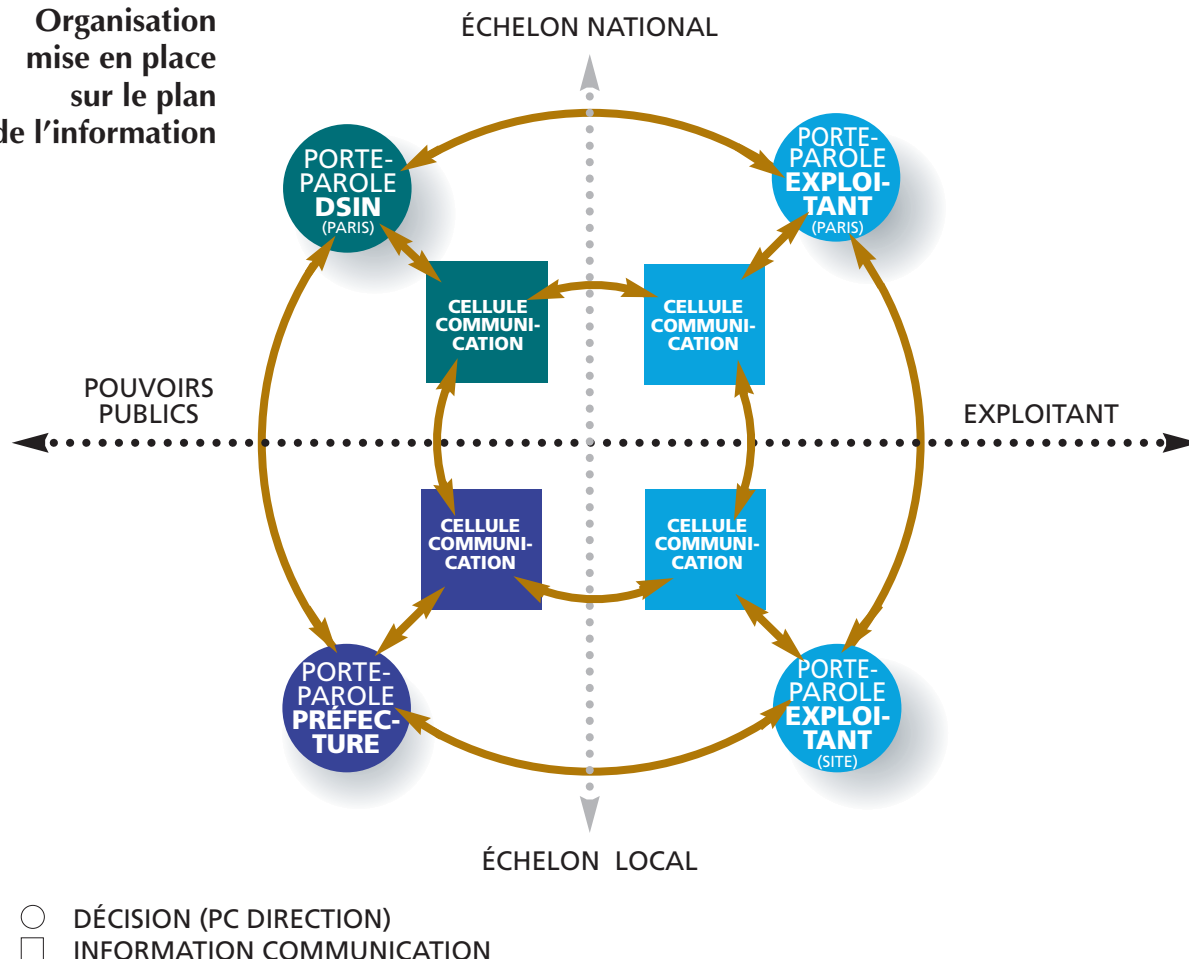 Organisation
mise en place
sur le plan
de l'information
ÉCHELON NATIONAL
PORTE-
PAROLE
DSIN
(PARIS)
PORTE-
PAROLE
EXPLOI-
TANT
(PARIS)
CELLULE
COMMUNI-
CATION
CELLULE
COMMUNI-
CATION
POUVOIRS
PUBLICS
EXPLOITANT
CELLULE
COMMUNI-
CATION
CELLULE
COMMUNI-
CATION
PORTE-
PAROLE
PRÉFEC-
TURE
PORTE-
PAROLE
EXPLOI-
TANT
(SITE)
ÉCHELON LOCAL
DÉCISION (PC DIRECTION)
INFORMATION COMMUNICATION